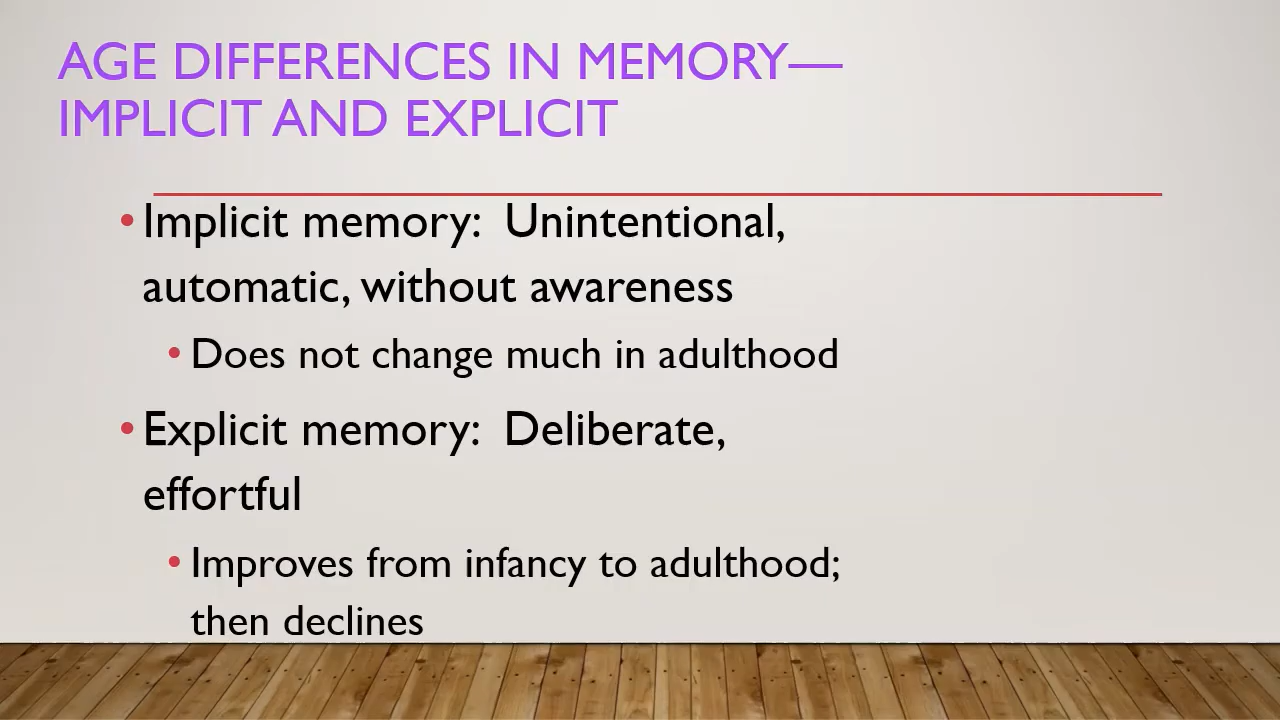 AGE DIFFERENCES IN MEMORY—
IMPLICIT AND EXPLICIT
• Implicit memory:  Unintentional,
automatic, without awareness
• Does not change much in adulthood
• Explicit memory:  Deliberate,
effortful
• Improves from infancy to adulthood;
then declines